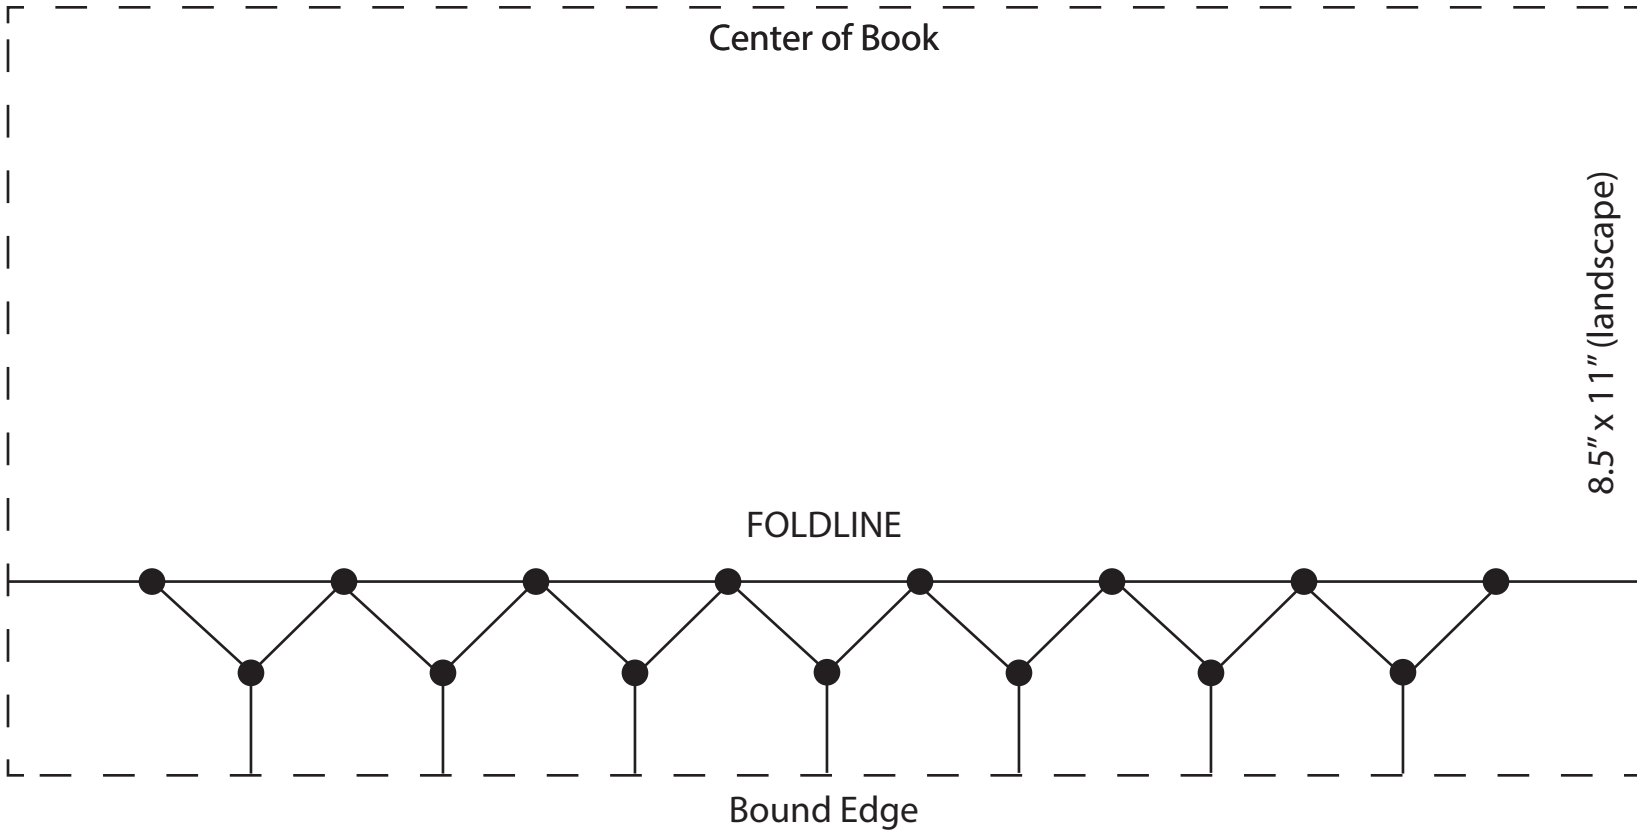 Center of Book
8.5” x 11” (landscape)
FOLDLINE
Bound Edge